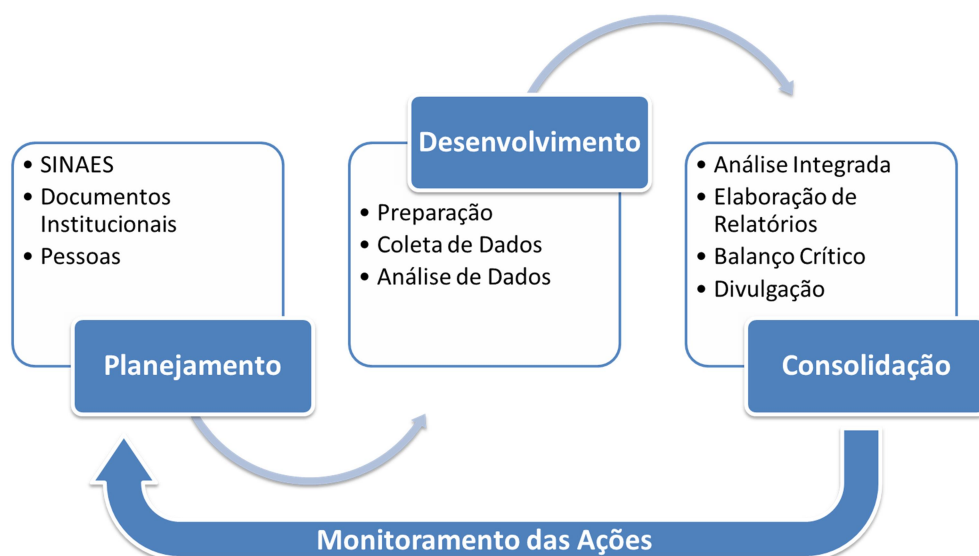 • SINAES
• Documentos
Institucionais
• Pessoas
Planejamento
Desenvolvimento
• Preparação
• Coleta de Dados
• Análise de Dados
• Análise Integrada
• Elaboração de
Relatórios
• Balanço Crítico
• Divulgação
Consolidação
Monitoramento das Ações